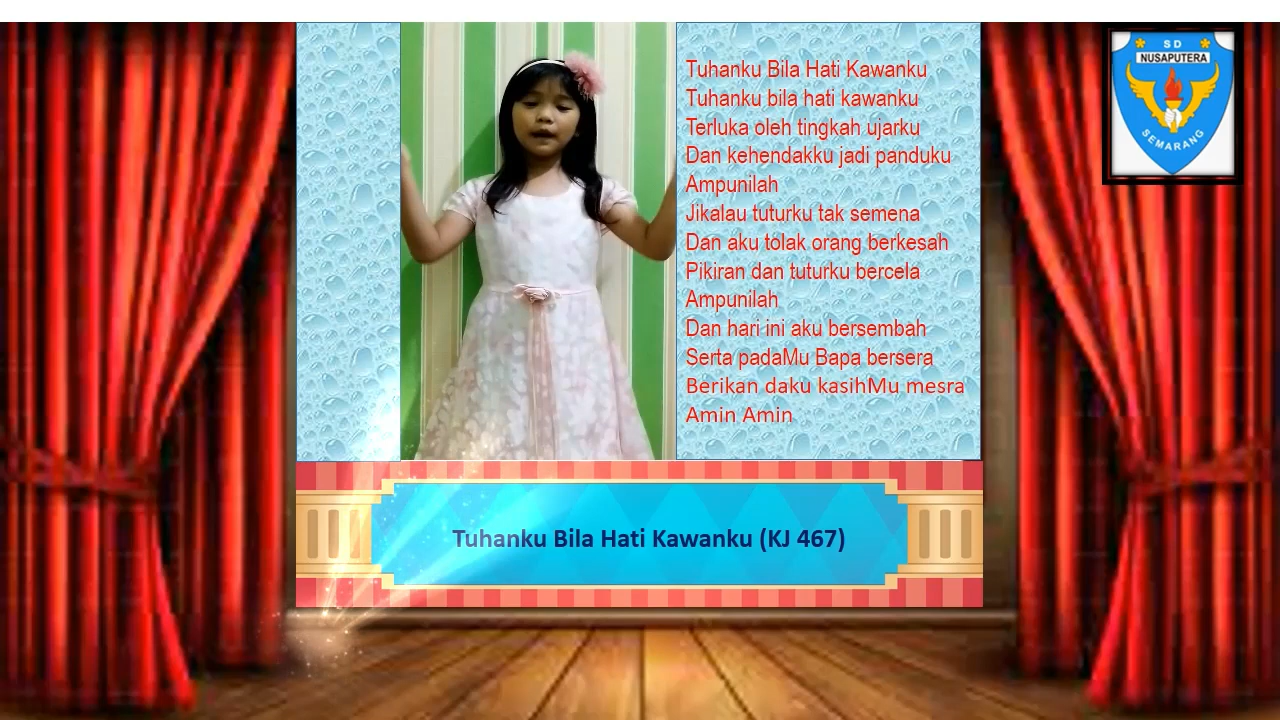 Tuhanku Bila Hati Kawanku
Tuhanku bila hati kawanku
Terluka oleh tingkah ujarku
Dan kehendakku jadi panduku
Ampunilah
Jikalau tuturku tak semena
Dan aku tolak orang berkesah
Pikiran dan tuturku bercela
Ampunilah
Dan hari ini aku bersembah
Serta padaMu Bapa bersera
Berikan daku kasihMu mesra
Amin Amin
SD
NUSAPUTERA
SEMARANG
Tuhanku Bila Hati Kawanku (KJ 467)